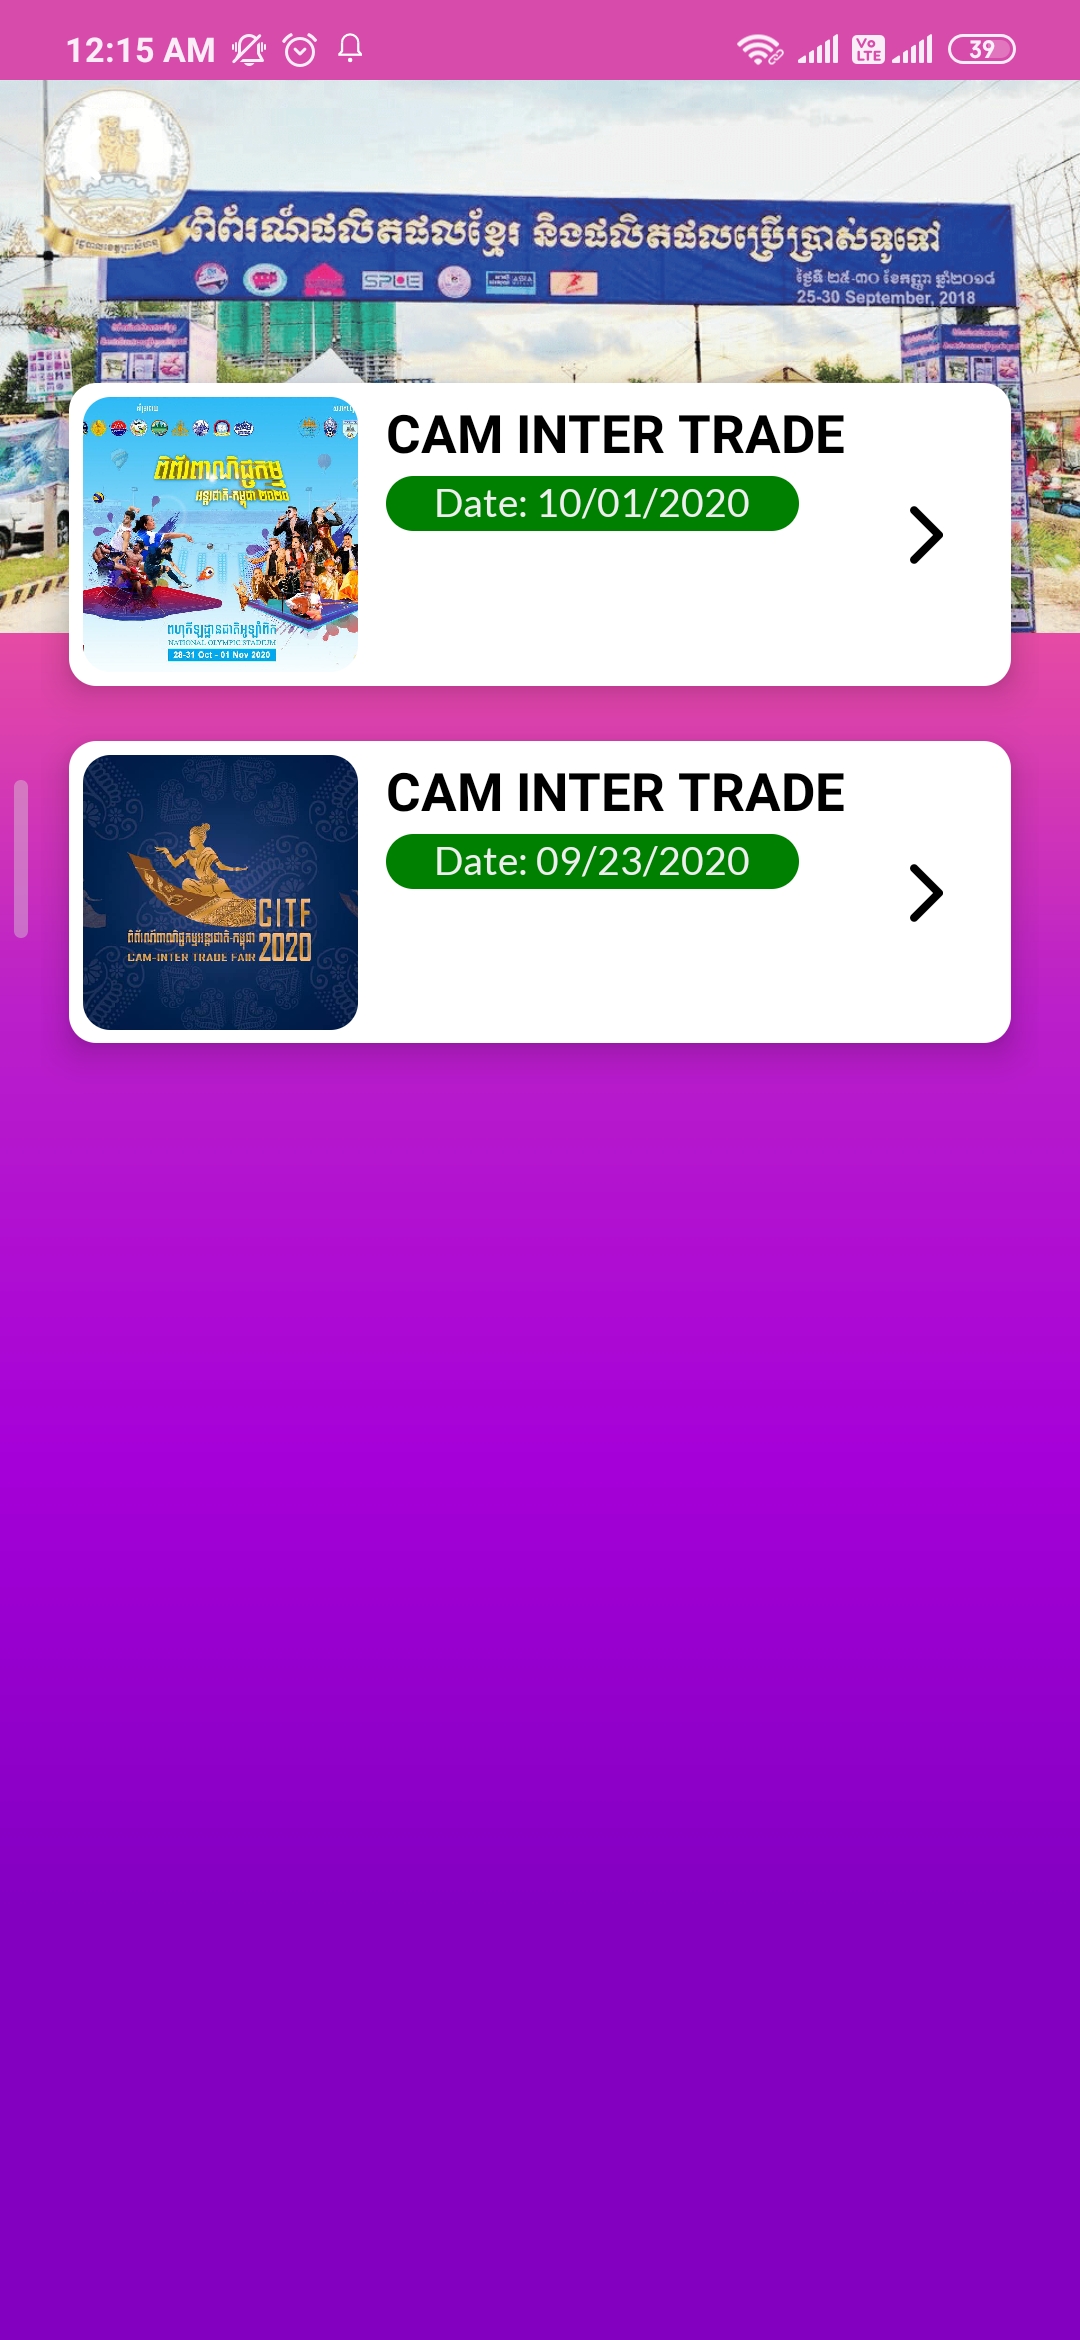 12:15 AM
Vo LTE
39
ពិព័រណ៍ផលិតផលខ្មែរ និងផលិតផលប្រើប្រាស់ទូទៅ
SPLE
ថ្ងៃទី ២៥-៣០ ខែកញ្ញា ឆ្នាំ២០១៨
25-30 September, 2018
ពិព័រពាណិជ្ជកម្ម
អន្តរជាតិ-កម្ពុជា ២០២០
ពហុកីឡដ្ឋានជាតិអូឡាំពិក
NATIONAL OLYMPIC STADIUM
28-31 Oct - 01 Nov 2020
CAM INTER TRADE
Date: 10/01/2020
CITF
ពិព័រណ៍ពាណិជ្ជកម្មអន្តរជាតិ-កម្ពុជា
2020
CAM-INTER TRADE FAIR
CAM INTER TRADE
Date: 09/23/2020